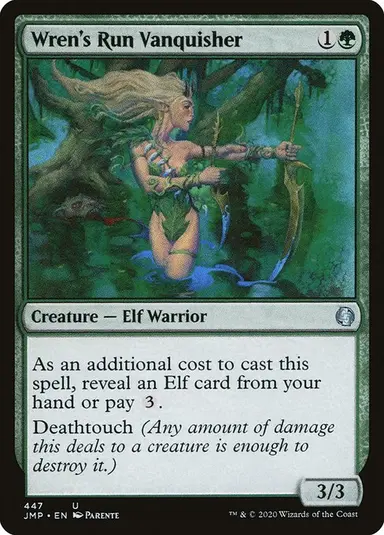 Wren's Run Vanquisher 1
Creature — Elf Warrior
As an additional cost to cast this
spell, reveal an Elf card from your
hand or pay 3.
Deathtouch (Any amount of damage
this deals to a creature is enough to
destroy it.)
3/3
447 U
JMP • EN PARENTE
™ & © 2020 Wizards of the Coast